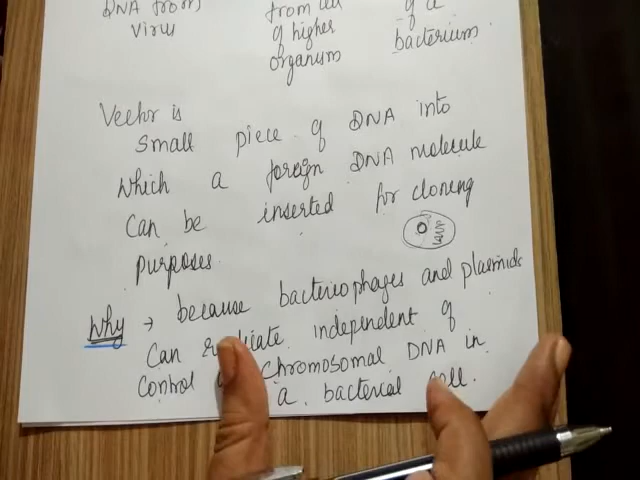 DNA from from cell of a
virus of higher bacterium.
organism
Vector is
small piece of DNA into
which a foreign DNA molecule
can be inserted for cloning
purposes.
Why → because bacteriophages and plasmids
can replicate independent of
control chromosomal DNA in
a bacterial cell.